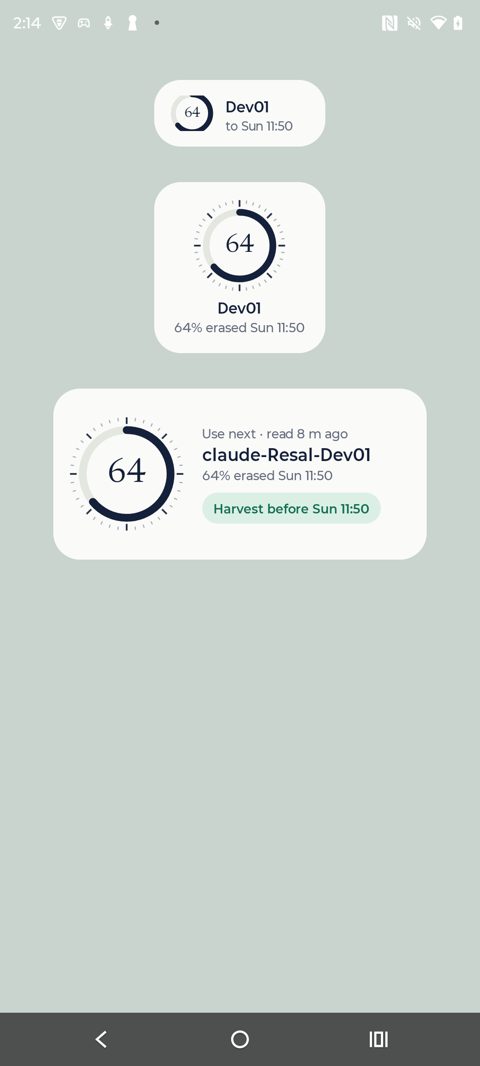 2:14
64
Dev01
to Sun 11:50
64
Dev01
64% erased Sun 11:50
64
Use next · read 8 m ago
claude-Resal-Dev01
64% erased Sun 11:50
Harvest before Sun 11:50